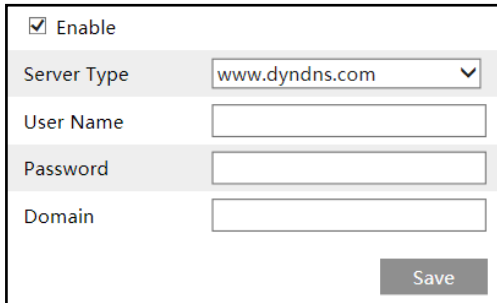 Enable
Server Type www.dyndns.com
User Name
Password
Domain
Save